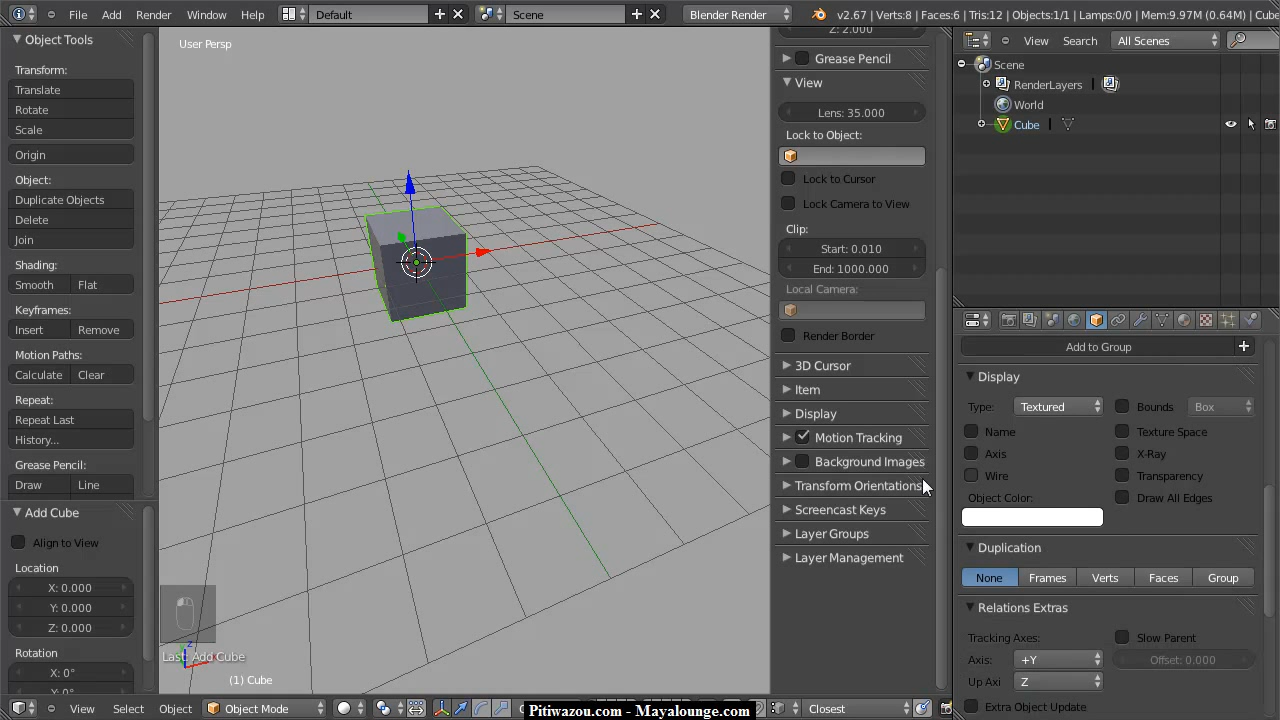 File Add Render Window Help Default Scene Blender Render v2.67 | Verts:8 | Faces:6 | Tris:12 | Objects:1/1 | Lamps:0/0 | Mem:9.97M (0.64M) | Cube
Object Tools
Transform:
Translate
Rotate
Scale
Origin
Object:
Duplicate Objects
Delete
Join
Shading:
Smooth Flat
Keyframes:
Insert Remove
Motion Paths:
Calculate Clear
Repeat:
Repeat Last
History...
Grease Pencil:
Draw Line
Add Cube
Align to View
Location
X: 0.000
Y: 0.000
Z: 0.000
Rotation
X: 0°
Y: 0°
User Persp
z
Last: Add Cube
(1) Cube
Z: 2.000
Grease Pencil
View
Lens: 35.000
Lock to Object:
Lock to Cursor
Lock Camera to View
Clip:
Start: 0.010
End: 1000.000
Local Camera:
Render Border
3D Cursor
Item
Display
Motion Tracking
Background Images
Transform Orientations
Screencast Keys
Layer Groups
Layer Management
View Search All Scenes
Scene
RenderLayers |
World
Cube |
Add to Group
Display
Type: Textured Bounds Box
Name Texture Space
Axis X-Ray
Wire Transparency
Object Color: Draw All Edges
Duplication
None Frames Verts Faces Group
Relations Extras
Tracking Axes: Slow Parent
Axis: +Y Offset: 0.000
Up Axi Z
Extra Object Update
View Select Object Object Mode Closest
Pitiwazou.com - Mayalounge.com